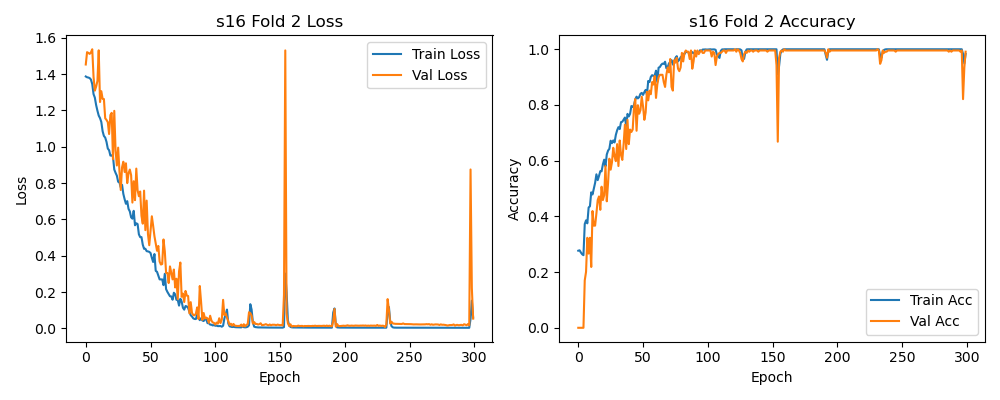 s16 Fold 2 Loss
1.6
1.4
1.2
1.0
0.8
0.6
0.4
0.2
0.0
Loss
Train Loss
Val Loss
0 50 100 150 200 250 300
Epoch
s16 Fold 2 Accuracy
1.0
0.8
0.6
0.4
0.2
0.0
Accuracy
Train Acc
Val Acc
0 50 100 150 200 250 300
Epoch